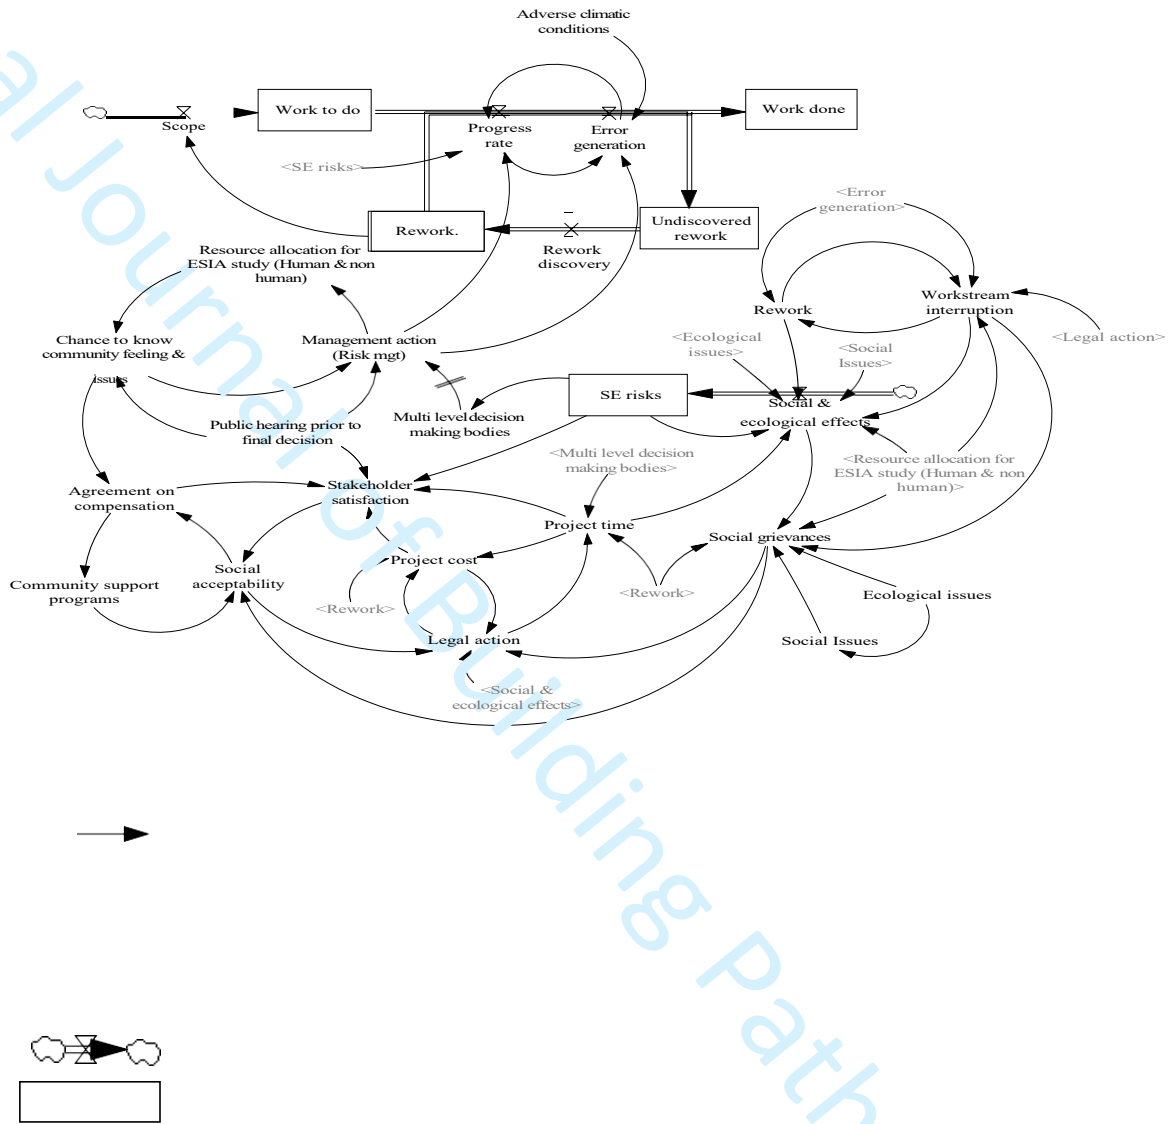 Adverse climatic
conditions
Work to do
Work done
Scope
Progress
rate
Error
generation
<SE risks>
<Error
generation>
Undiscovered
rework
Rework.
Rework
discovery
Resource allocation for
ESIA study (Human & non
human)
Workstream
interruption
Rework
<Legal action>
Chance to know
community feeling &
issues
Management action
(Risk mgt)
<Ecological
issues>
<Social
Issues>
SE risks
Social &
ecological effects
Public hearing prior to
final decision
Multi level decision
making bodies
<Multi level decision
making bodies>
<Resource allocation for
ESIA study (Human & non
human)>
Agreement on
compensation
Stakeholder
satisfaction
Project time
Social grievances
Project cost
Social
acceptability
Community support
programs
<Rework>
<Rework>
Ecological issues
Legal action
Social Issues
<Social &
ecological effects>
al Journal of Building Path